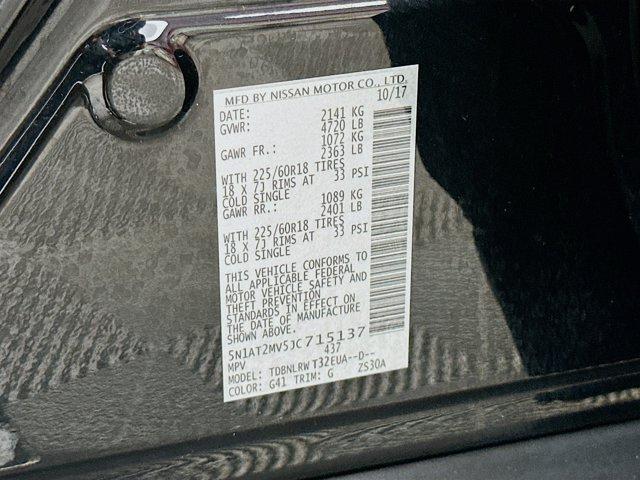 MFD BY NISSAN MOTOR CO., LTD.
DATE: 10/17
GVWR: 2141 KG
4720 LB
GAWR FR.: 1072 KG
2363 LB
WITH 225/60R18 TIRES
18 X 7J RIMS AT 33 PSI
COLD SINGLE
GAWR RR.: 1089 KG
2401 LB
WITH 225/60R18 TIRES
18 X 7J RIMS AT 33 PSI
COLD SINGLE
THIS VEHICLE CONFORMS TO
ALL APPLICABLE FEDERAL
MOTOR VEHICLE SAFETY AND
THEFT PREVENTION
STANDARDS IN EFFECT ON
THE DATE OF MANUFACTURE
SHOWN ABOVE.
5N1AT2MV5JC715137
MPV 437
MODEL: TDBNLRWT32EUA--D--
COLOR: G41 TRIM: G ZS30A